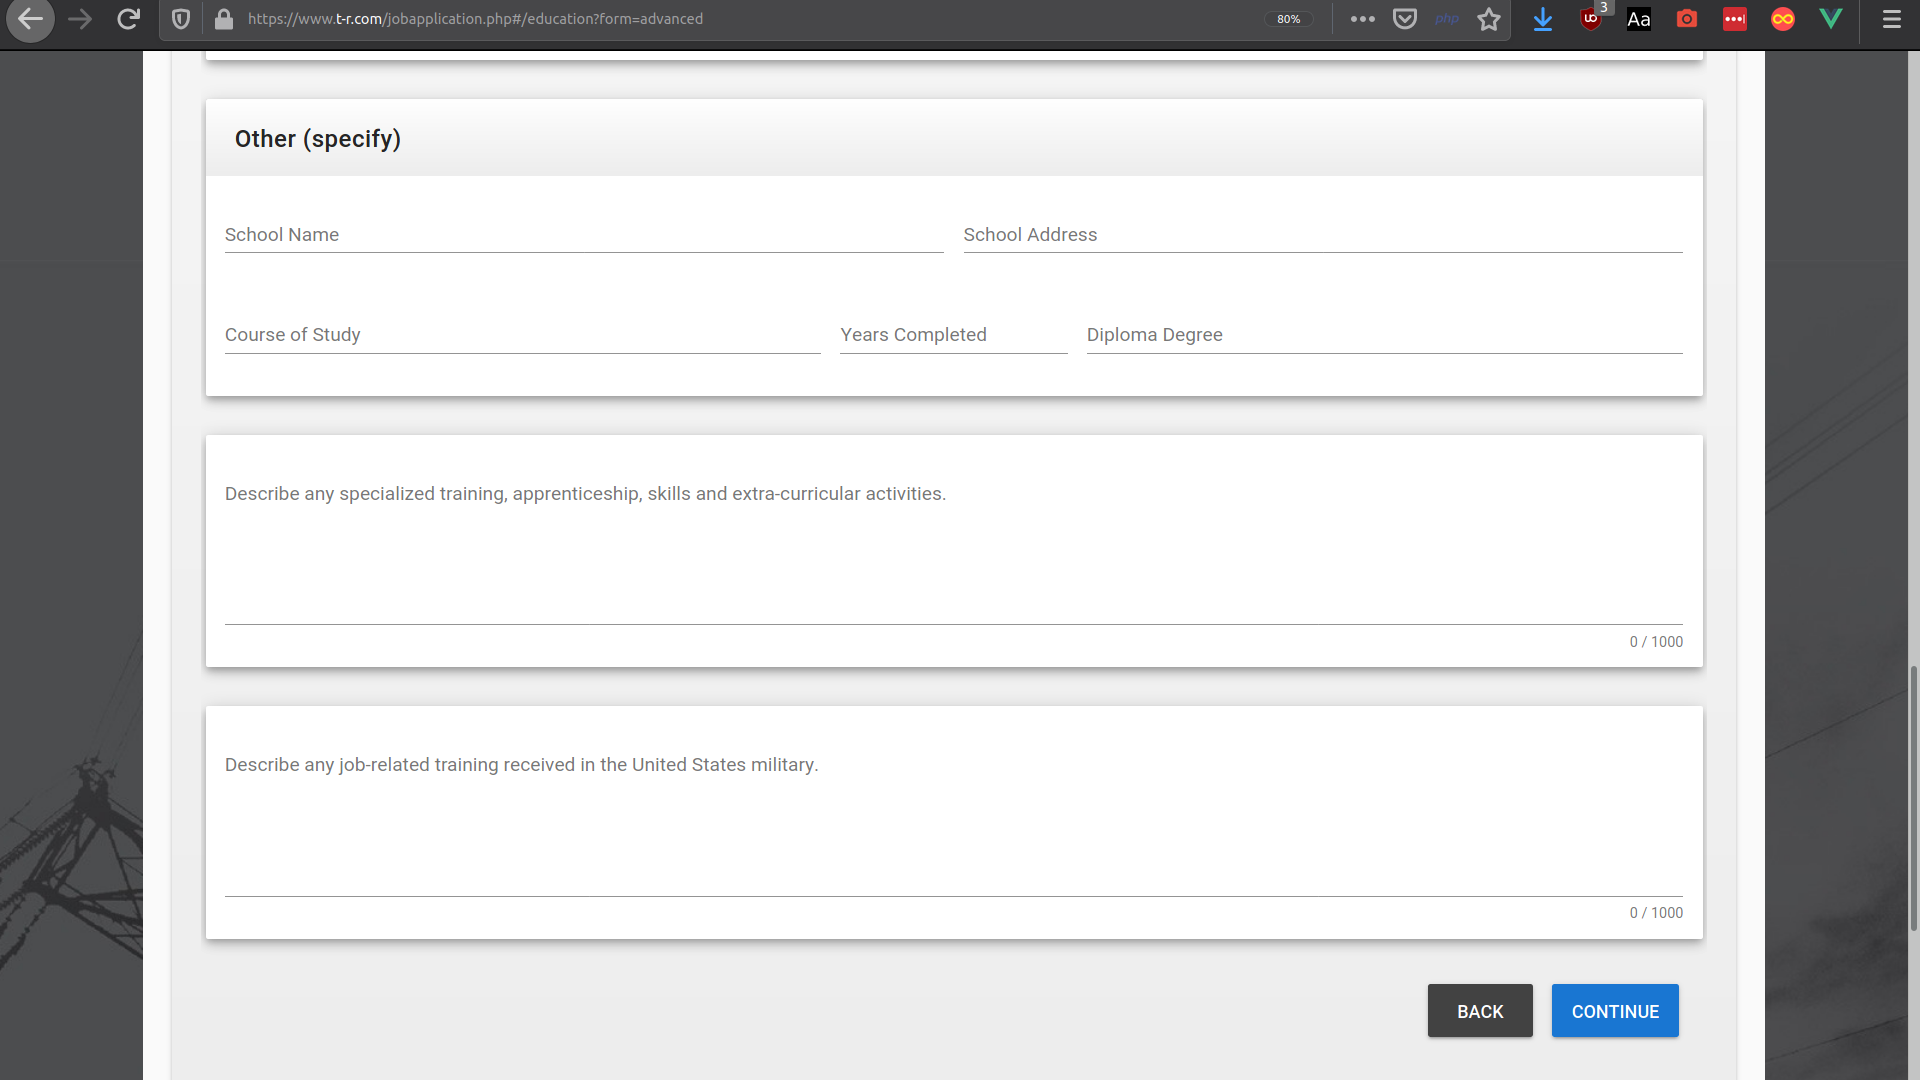 https://www.t-r.com/jobapplication.php#/education?form=advanced
80%
php
3
Aa
Other (specify)
School Name
School Address
Course of Study
Years Completed
Diploma Degree
Describe any specialized training, apprenticeship, skills and extra-curricular activities.
0 / 1000
Describe any job-related training received in the United States military.
0 / 1000
BACK
CONTINUE